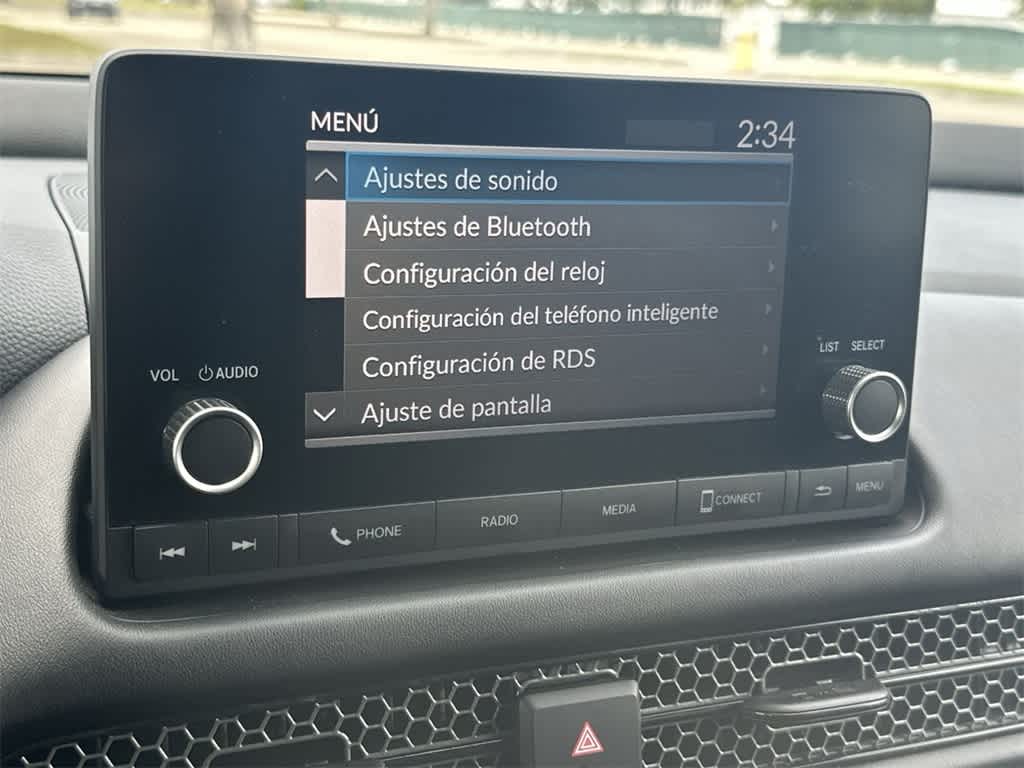 MENÚ
2:34
Ajustes de sonido
Ajustes de Bluetooth
Configuración del reloj
Configuración del teléfono inteligente
Configuración de RDS
Ajuste de pantalla
VOL AUDIO
LIST SELECT
PHONE
RADIO
MEDIA
CONNECT
MENU